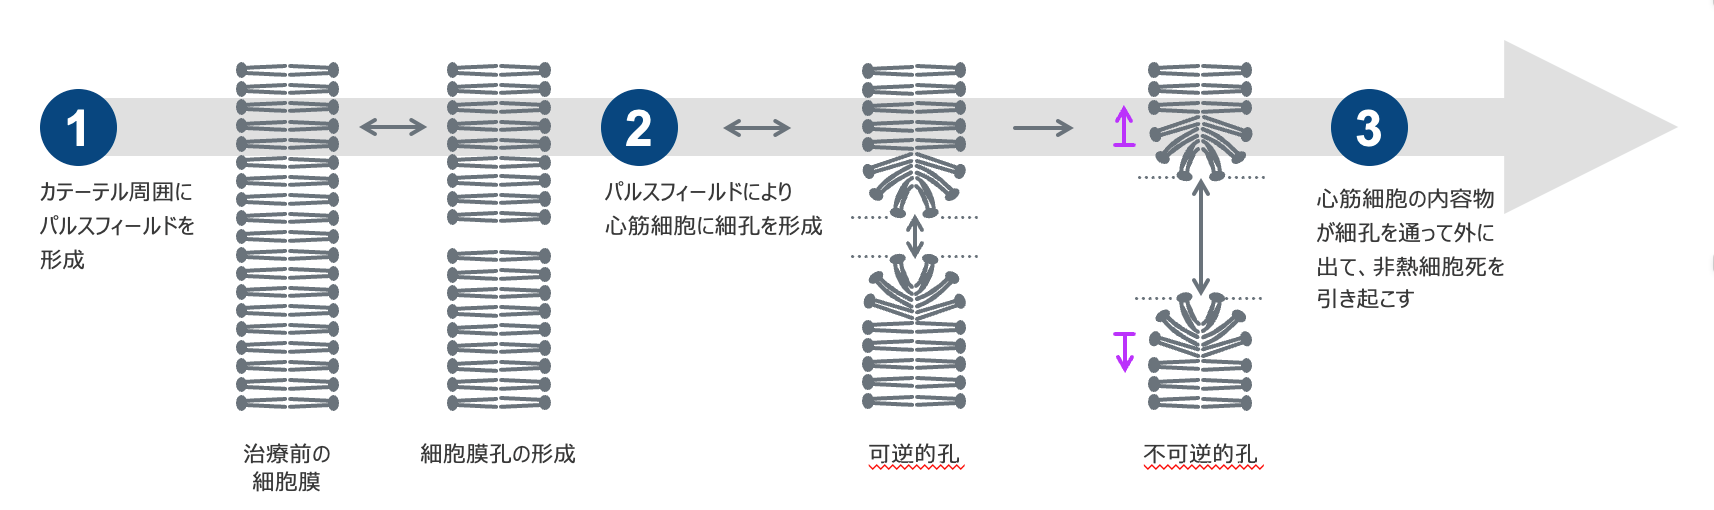 1
カテーテル周囲に
パルスフィールドを
形成
治療前の
細胞膜
細胞膜孔の形成
2
パルスフィールドにより
心筋細胞に細孔を形成
可逆的孔
不可逆的孔
3
心筋細胞の内容物
が細孔を通って外に
出て、非熱細胞死を
引き起こす